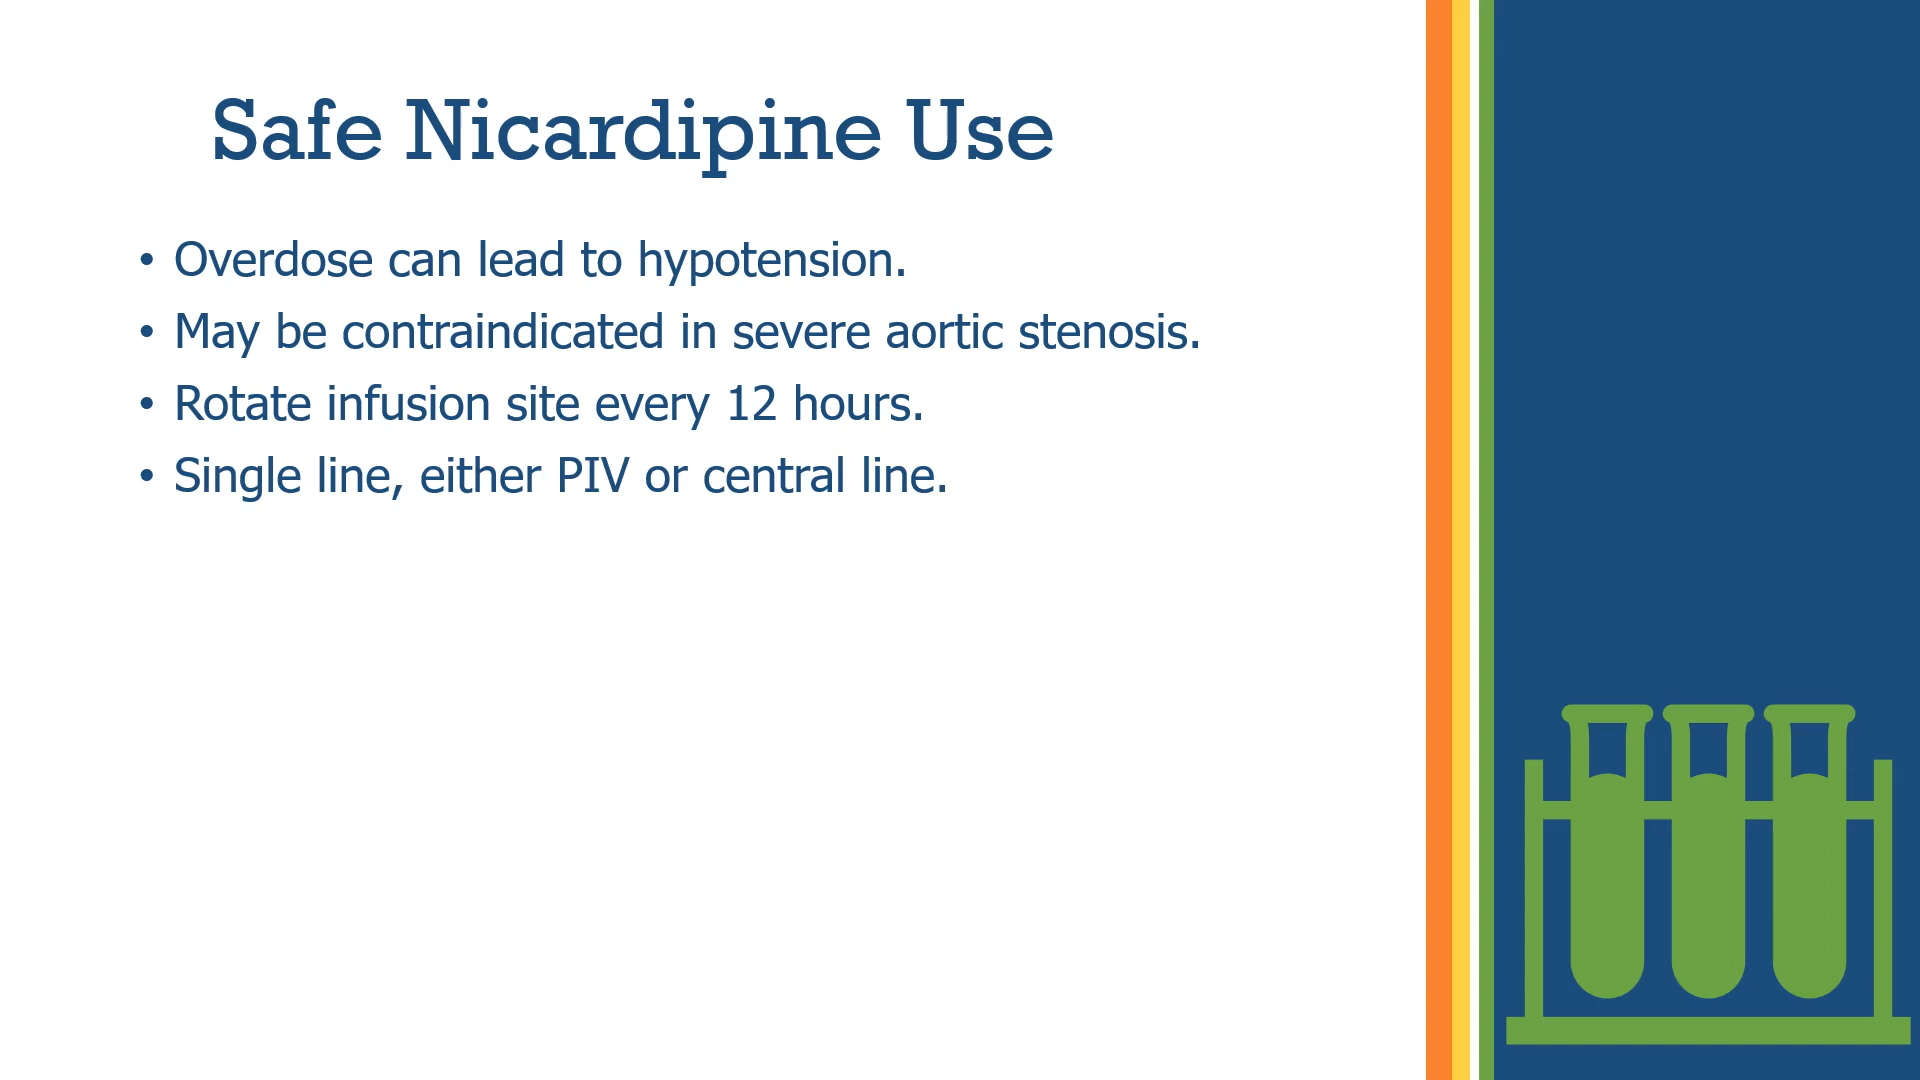 Safe Nicardipine Use
• Overdose can lead to hypotension.
• May be contraindicated in severe aortic stenosis.
• Rotate infusion site every 12 hours.
• Single line, either PIV or central line.